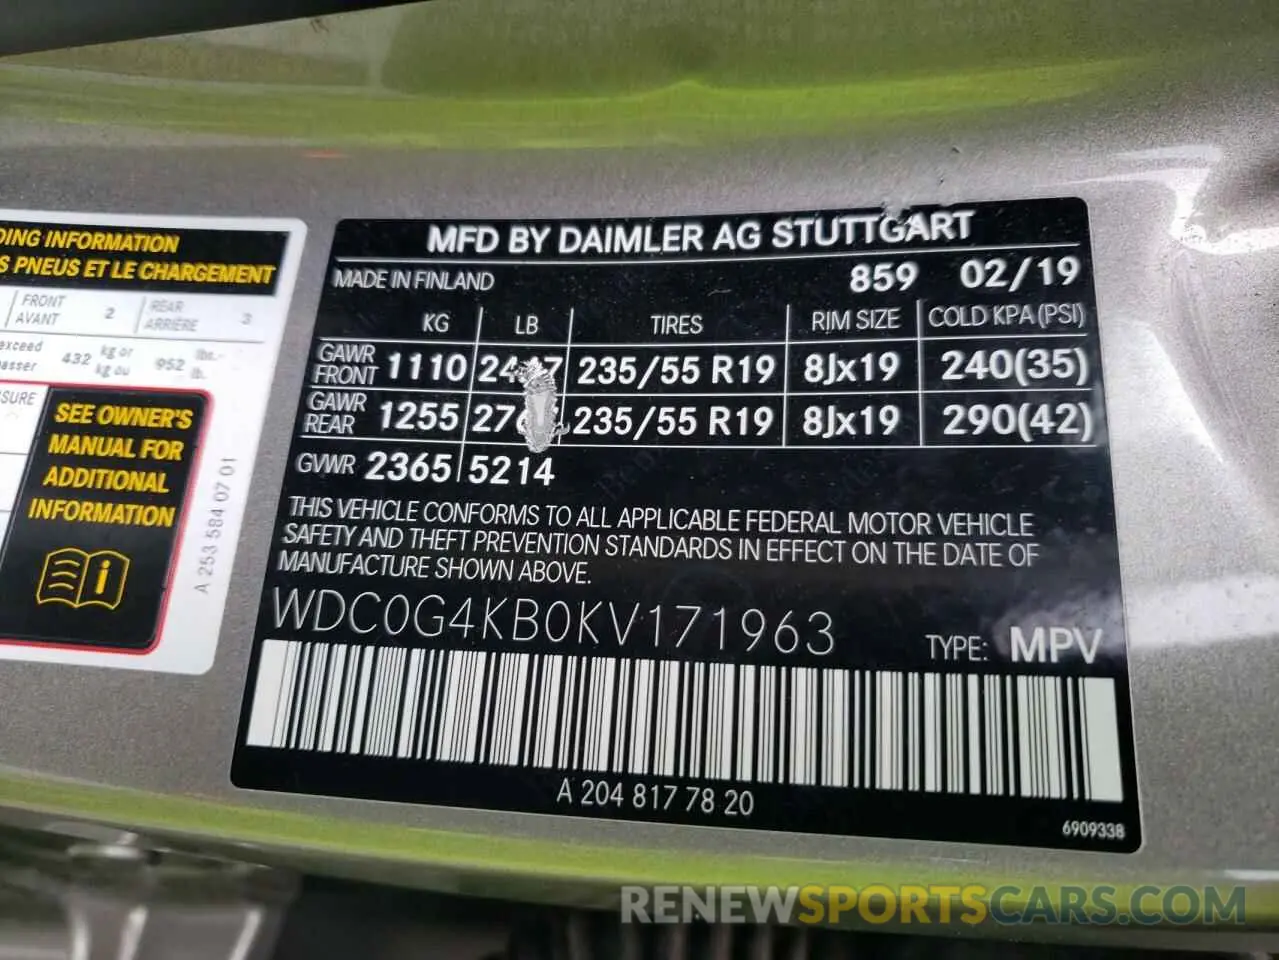 DING INFORMATION
S PNEUS ET LE CHARGEMENT
FRONT
AVANT
2
REAR
ARRIÈRE
3
exceed
passer
432
kg or
kg ou
952
lbs.
lb.
SSURE
SEE OWNER'S
MANUAL FOR
ADDITIONAL
INFORMATION
A 253 584 07 01
MFD BY DAIMLER AG STUTTGART
MADE IN FINLAND 859 02/19
KG LB TIRES RIM SIZE COLD KPA (PSI)
GAWR FRONT 1110 235/55 R19 8Jx19 240(35)
GAWR REAR 1255 235/55 R19 8Jx19 290(42)
GVWR 2365 5214
THIS VEHICLE CONFORMS TO ALL APPLICABLE FEDERAL MOTOR VEHICLE
SAFETY AND THEFT PREVENTION STANDARDS IN EFFECT ON THE DATE OF
MANUFACTURE SHOWN ABOVE.
WDC0G4KB0KV171963
TYPE: MPV
A 204 817 78 20
6909338
RENEWSPORTSCARS.COM